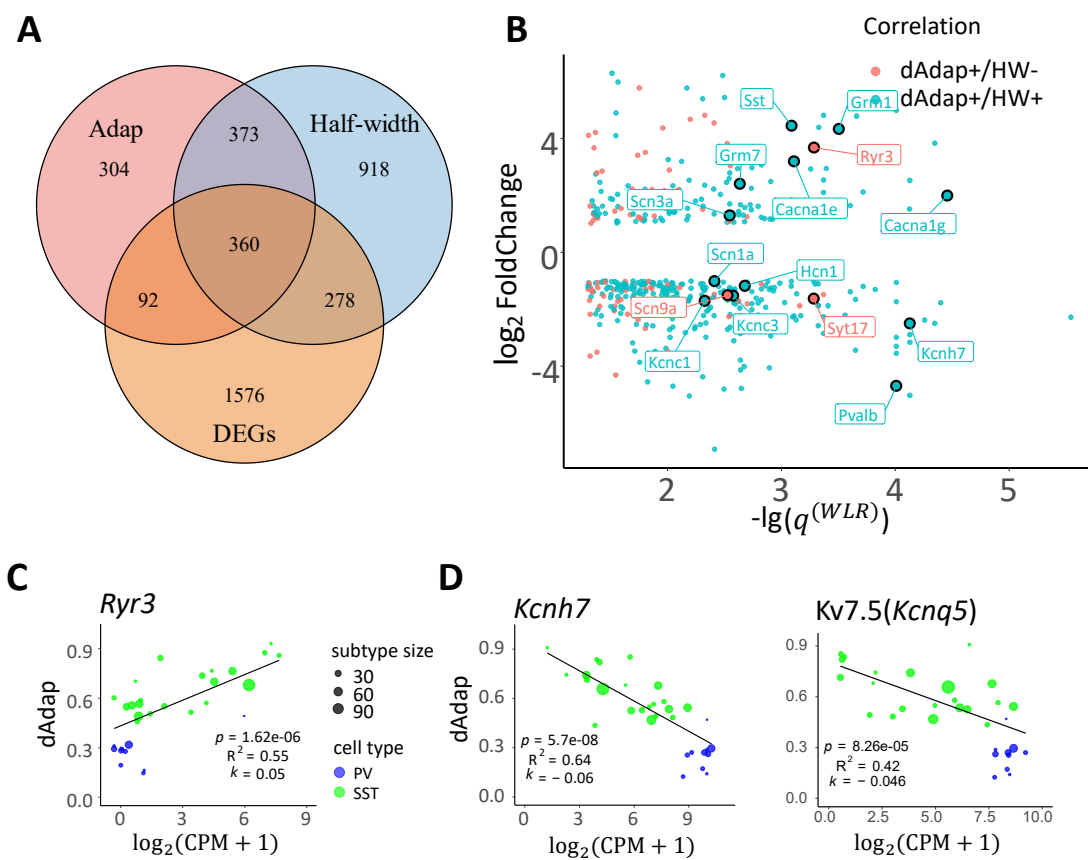 A
Adap
304
373
Half-width
918
360
92
278
1576
DEGs
B
Correlation
dAdap+/HW-
dAdap+/HW+
Sst
Grm1
Ryr3
Grm7
Cacna1e
Scn3a
Cacna1g
Scn1a
Hcn1
Scn9a
Kcnc3
Syt17
Kcnc1
Kcnh7
Pvalb
log₂ FoldChange
4
0
-4
2 3 4 5
-lg(q^(WLR))
C
Ryr3
dAdap
0.9
0.6
0.3
0.0
p = 1.62e-06
R² = 0.55
k = 0.05
0 3 6 9
log₂(CPM + 1)
subtype size
30
60
90
cell type
PV
SST
D
Kcnh7
dAdap
0.9
0.6
0.3
0.0
p = 5.7e-08
R² = 0.64
k = − 0.06
0 3 6 9
log₂(CPM + 1)
Kv7.5(Kcnq5)
0.9
0.6
0.3
0.0
p = 8.26e-05
R² = 0.42
k = − 0.046
0.0 2.5 5.0 7.5 10.0
log₂(CPM + 1)